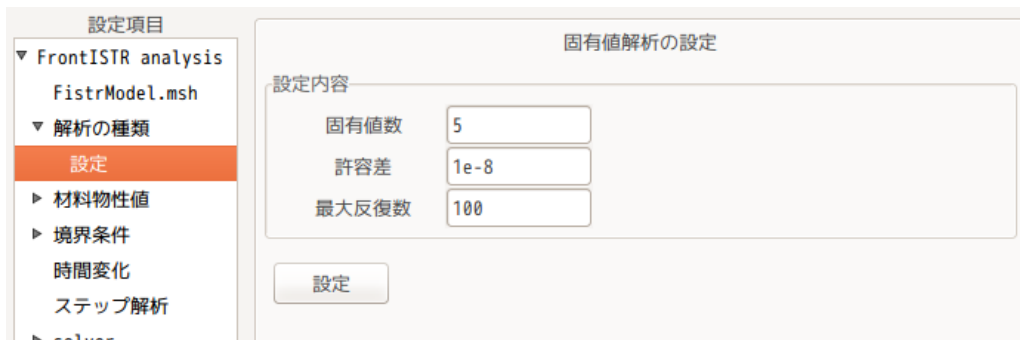 設定項目
FrontISTR analysis
FistrModel.msh
解析の種類
設定
材料物性値
境界条件
時間変化
ステップ解析
固有値解析の設定
設定内容
固有値数 5
許容差 1e-8
最大反復数 100
設定